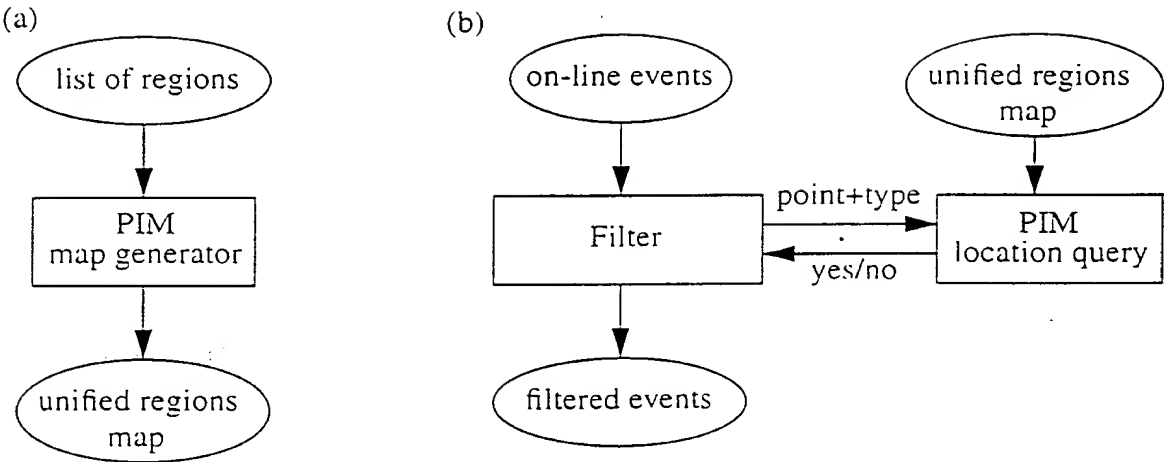 (a)
list of regions
PIM
map generator
unified regions
map
(b)
on-line events
unified regions
map
point+type
Filter
PIM
location query
yes/no
filtered events